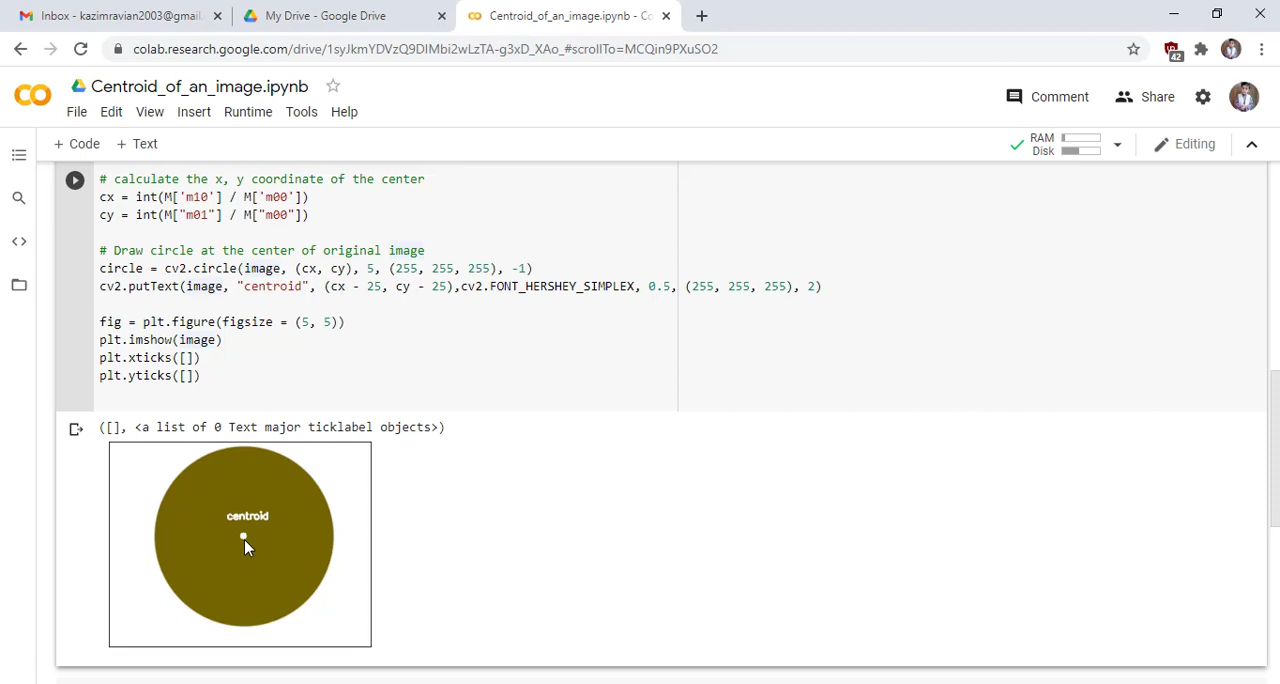 Inbox - kazimravian2003@gmail. My Drive - Google Drive Centroid_of_an_image.ipynb - Co
colab.research.google.com/drive/1syJkmYDVzQ9DIMbi2wLzTA-g3xD_XAo_#scrollTo=MCQin9PXuSO2
42
Centroid_of_an_image.ipynb
Comment Share
File Edit View Insert Runtime Tools Help
+ Code + Text
RAM
Disk
Editing
# calculate the x, y coordinate of the center
cx = int(M['m10'] / M['m00'])
cy = int(M["m01"] / M["m00"])
# Draw circle at the center of original image
circle = cv2.circle(image, (cx, cy), 5, (255, 255, 255), -1)
cv2.putText(image, "centroid", (cx - 25, cy - 25),cv2.FONT_HERSHEY_SIMPLEX, 0.5, (255, 255, 255), 2)
fig = plt.figure(figsize = (5, 5))
plt.imshow(image)
plt.xticks([])
plt.yticks([])
([], <a list of 0 Text major ticklabel objects>)
centroid